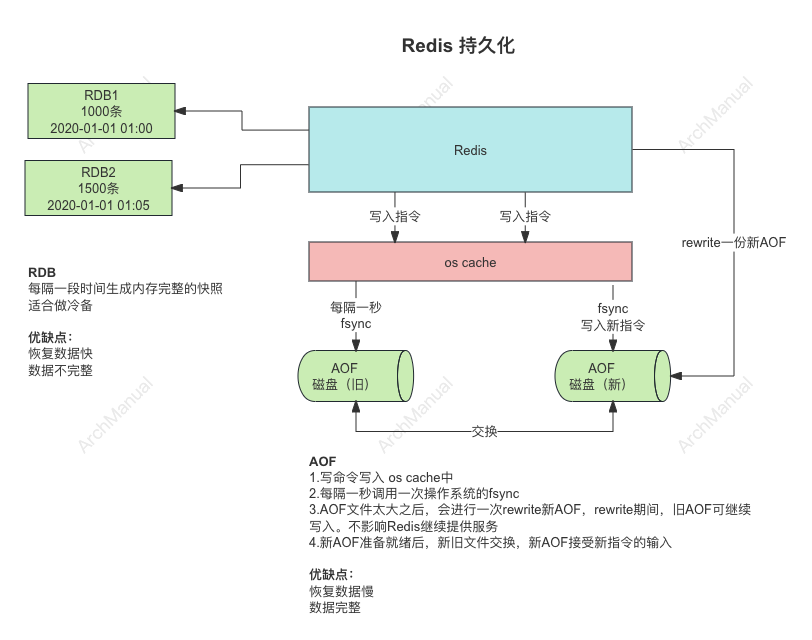 Redis 持久化
RDB1
1000条
2020-01-01 01:00
RDB2
1500条
2020-01-01 01:05
Redis
写入指令
写入指令
rewrite一份新AOF
os cache
RDB
每隔一段时间生成内存完整的快照
适合做冷备
优缺点：
恢复数据快
数据不完整
每隔一秒
fsync
fsync
写入新指令
AOF
磁盘（旧）
AOF
磁盘（新）
交换
AOF
1.写命令写入 os cache中
2.每隔一秒调用一次操作系统的fsync
3.AOF文件太大之后，会进行一次rewrite新AOF，rewrite期间，旧AOF可继续
写入。不影响Redis继续提供服务
4.新AOF准备就绪后，新旧文件交换，新AOF接受新指令的输入
优缺点：
恢复数据慢
数据完整
ArchManual
ArchManual
ArchManual
ArchManual
ArchManual
ArchManual